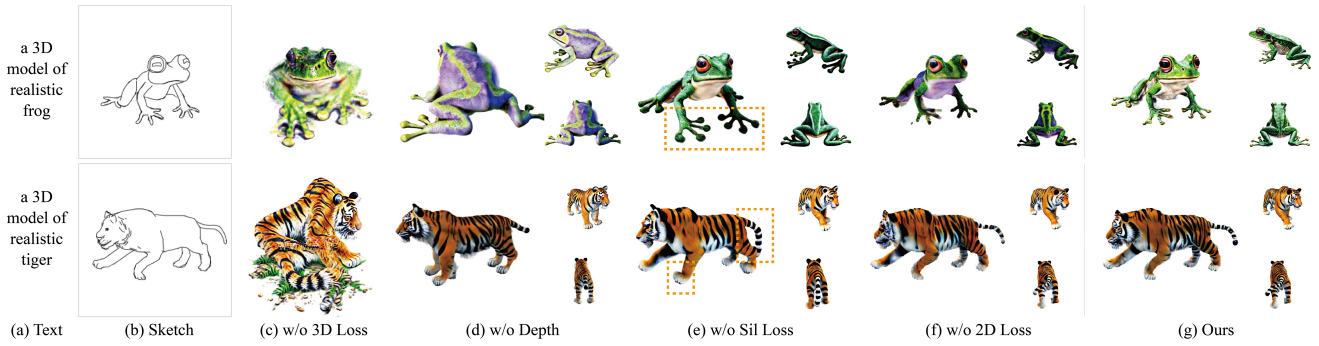 a 3D
model of
realistic
frog
a 3D
model of
realistic
tiger
(a) Text
(b) Sketch
(c) w/o 3D Loss
(d) w/o Depth
(e) w/o Sil Loss
(f) w/o 2D Loss
(g) Ours